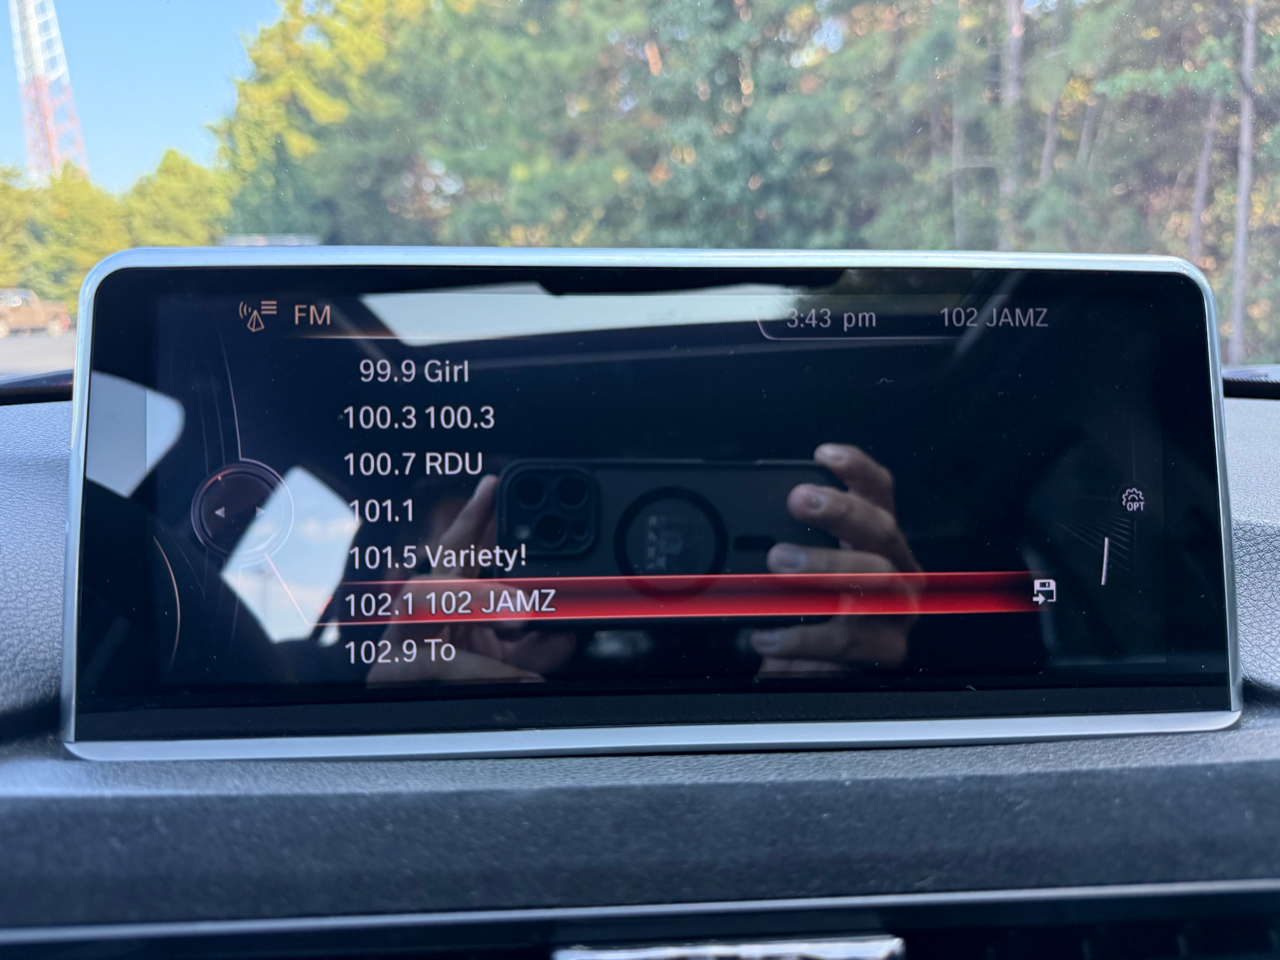 FM
3:43 pm
102 JAMZ
99.9 Girl
100.3 100.3
100.7 RDU
101.1
101.5 Variety!
102.1 102 JAMZ
102.9 To
OPT